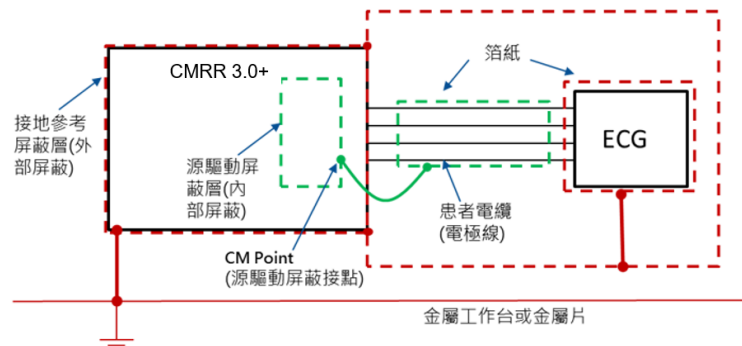 CMRR 3.0+
箔紙
接地參考
屏蔽層(外
部屏蔽)
源驅動屏
蔽層(內
部屏蔽)
ECG
患者電纜
(電極線)
CM Point
(源驅動屏蔽接點)
金屬工作台或金屬片